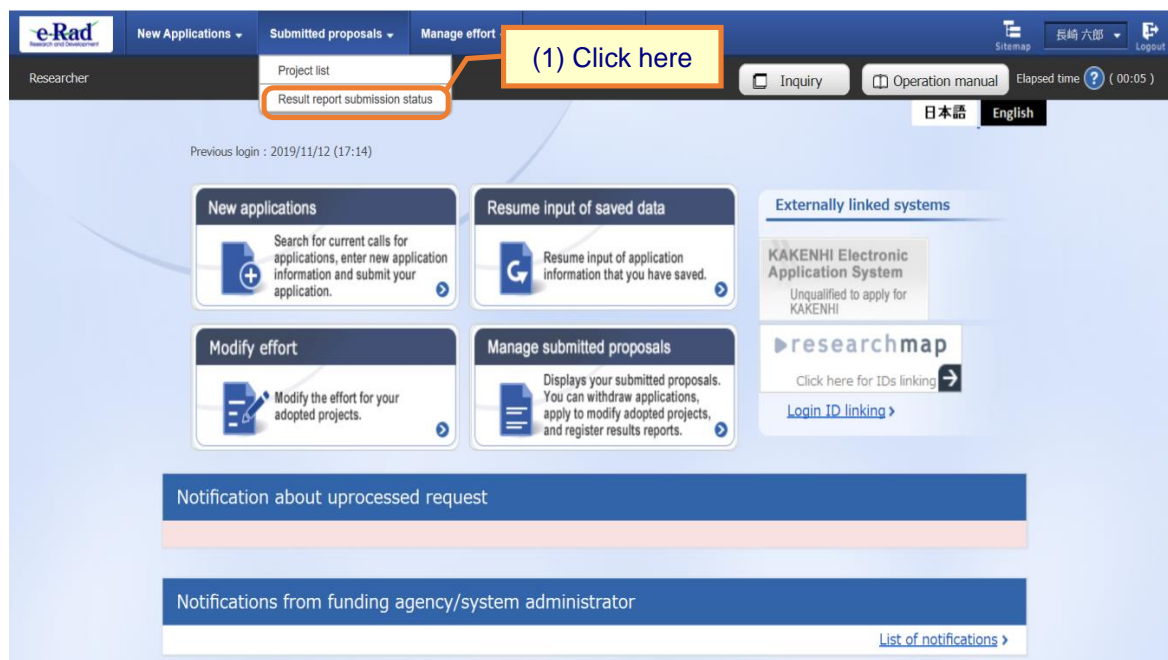 e-Rad
Research and Development
New Applications
Submitted proposals
Manage effort
Sitemap
長崎 六郎
Logout
(1) Click here
Researcher
Project list
Result report submission status
Inquiry
Operation manual
Elapsed time ? ( 00:05 )
日本語
English
Previous login : 2019/11/12 (17:14)
New applications
Search for current calls for
applications, enter new application
information and submit your
application.
Resume input of saved data
Resume input of application
information that you have saved.
Externally linked systems
KAKENHI Electronic
Application System
Unqualified to apply for
KAKENHI
Modify effort
Modify the effort for your
adopted projects.
Manage submitted proposals
Displays your submitted proposals.
You can withdraw applications,
apply to modify adopted projects,
and register results reports.
researchmap
Click here for IDs linking
Login ID linking
Notification about uprocessed request
Notifications from funding agency/system administrator
List of notifications